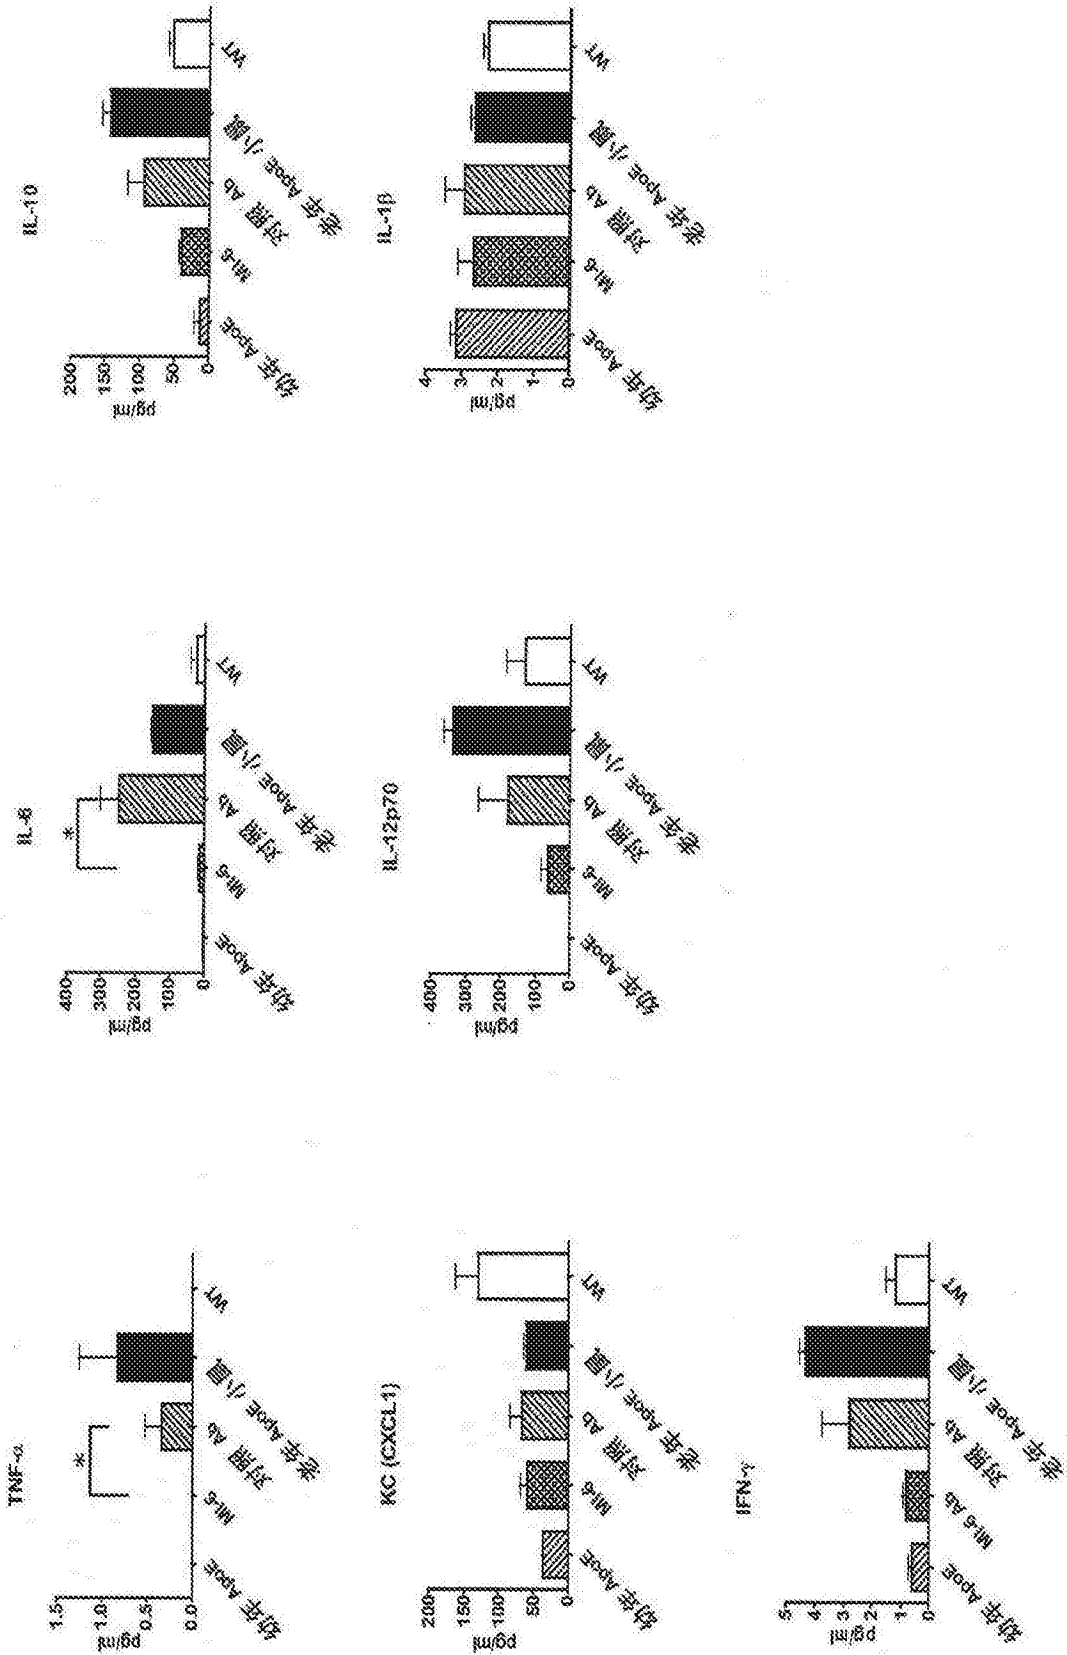 TNF-α
1.5
1.0
0.5
0.0
pg/ml
幼年 ApoE
MI-6
对照 Ab
老年 ApoE 小鼠
WT
*
IL-6
400
300
200
100
0
pg/ml
幼年 ApoE
MI-6
对照 Ab
老年 ApoE 小鼠
WT
*
IL-10
200
150
100
50
0
pg/ml
幼年 ApoE
MI-6
对照 Ab
老年 ApoE 小鼠
WT
KC (CXCL1)
200
150
100
50
0
pg/ml
幼年 ApoE
MI-6
对照 Ab
老年 ApoE 小鼠
WT
IL-12p70
400
300
200
100
0
pg/ml
幼年 ApoE
MI-6
对照 Ab
老年 ApoE 小鼠
WT
IL-1β
4
3
2
1
0
pg/ml
幼年 ApoE
MI-6
对照 Ab
老年 ApoE 小鼠
WT
IFN-γ
5
4
3
2
1
0
pg/ml
幼年 ApoE
MI-6 Ab
对照 Ab
老年 ApoE 小鼠
WT